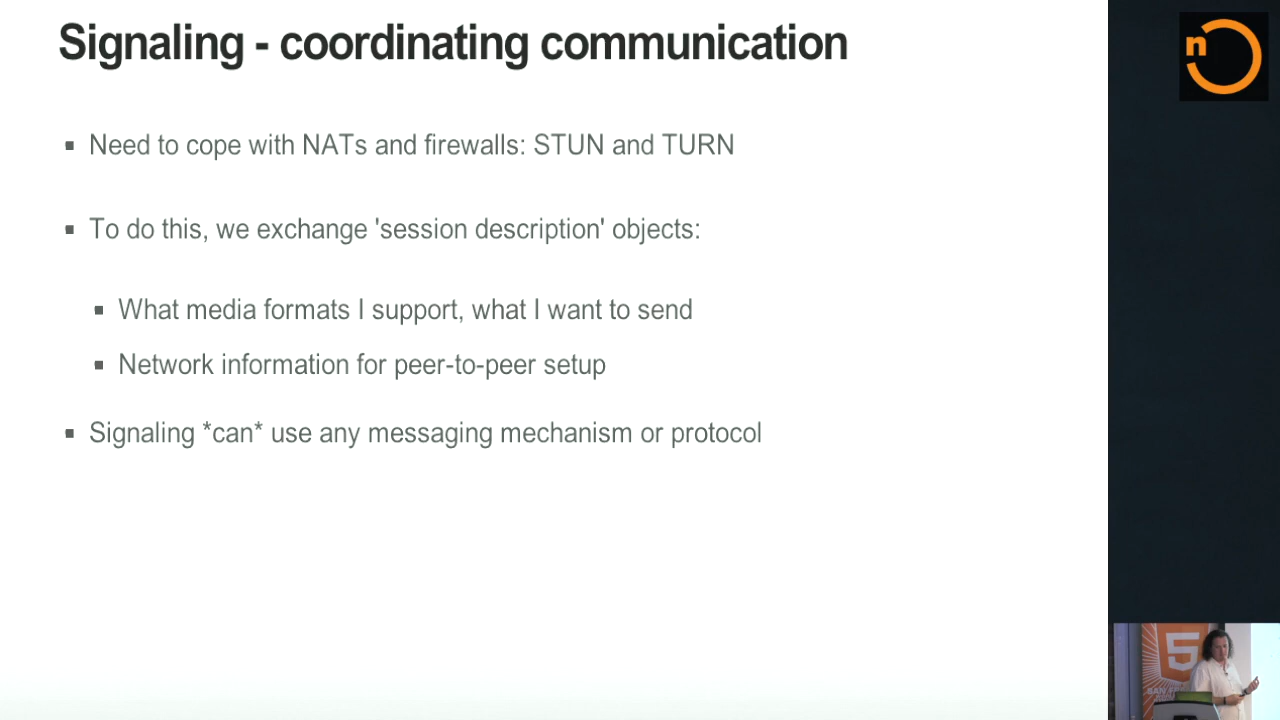 Signaling - coordinating communication
n
▪ Need to cope with NATs and firewalls: STUN and TURN
▪ To do this, we exchange 'session description' objects:
▪ What media formats I support, what I want to send
▪ Network information for peer-to-peer setup
▪ Signaling *can* use any messaging mechanism or protocol
5